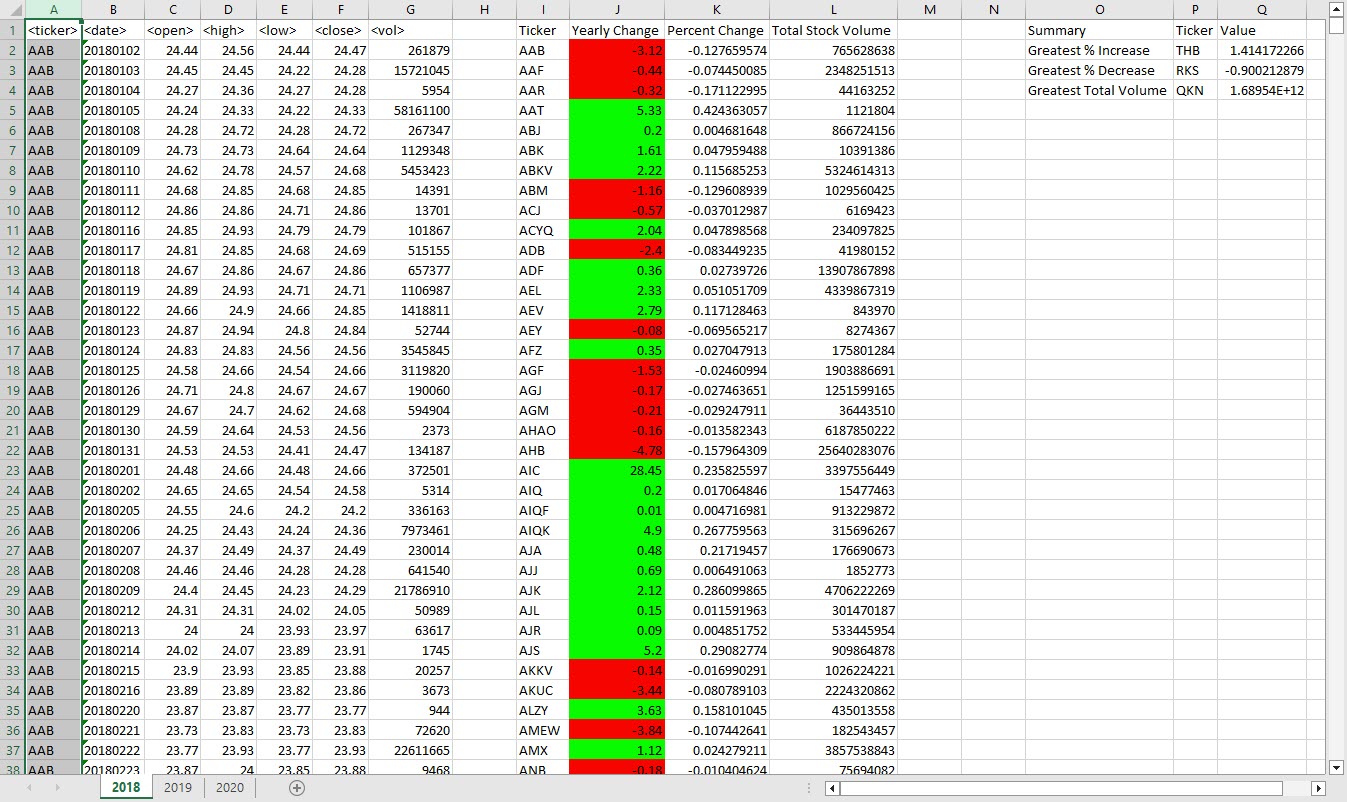 A B C D E F G H I J K L M N O P Q
1 <ticker> <date> <open> <high> <low> <close> <vol> Ticker Yearly Change Percent Change Total Stock Volume Summary Ticker Value
2 AAB 20180102 24.44 24.56 24.44 24.47 261879 AAB -3.12 -0.127659574 765628638 Greatest % Increase THB 1.414172266
3 AAB 20180103 24.45 24.45 24.22 24.28 15721045 AAF -0.44 -0.074450085 2348251513 Greatest % Decrease RKS -0.900212879
4 AAB 20180104 24.27 24.36 24.27 24.28 5954 AAR -0.32 -0.171122995 44163252 Greatest Total Volume QKN 1.68954E+12
5 AAB 20180105 24.24 24.33 24.22 24.33 58161100 AAT 5.33 0.424363057 1121804
6 AAB 20180108 24.28 24.72 24.28 24.72 267347 ABJ 0.2 0.004681648 866724156
7 AAB 20180109 24.73 24.73 24.64 24.64 1129348 ABK 1.61 0.047959488 10391386
8 AAB 20180110 24.62 24.78 24.57 24.68 5453423 ABKV 2.22 0.115685253 5324614313
9 AAB 20180111 24.68 24.85 24.68 24.85 14391 ABM -1.16 -0.129608939 1029560425
10 AAB 20180112 24.86 24.86 24.71 24.86 13701 ACJ -0.57 -0.037012987 6169423
11 AAB 20180116 24.85 24.93 24.79 24.79 101867 ACYQ 2.04 0.047898568 234097825
12 AAB 20180117 24.81 24.85 24.68 24.69 515155 ADB -2.4 -0.083449235 41980152
13 AAB 20180118 24.67 24.86 24.67 24.86 657377 ADF 0.36 0.02739726 13907867898
14 AAB 20180119 24.89 24.93 24.71 24.71 1106987 AEL 2.33 0.051051709 4339867319
15 AAB 20180122 24.66 24.9 24.66 24.85 1418811 AEV 2.79 0.117128463 843970
16 AAB 20180123 24.87 24.94 24.8 24.84 52744 AEY -0.08 -0.069565217 8274367
17 AAB 20180124 24.83 24.83 24.56 24.56 3545845 AFZ 0.35 0.027047913 175801284
18 AAB 20180125 24.58 24.66 24.54 24.66 3119820 AGF -1.53 -0.02460994 1903886691
19 AAB 20180126 24.71 24.8 24.67 24.67 190060 AGJ -0.17 -0.027463651 1251599165
20 AAB 20180129 24.67 24.7 24.62 24.68 594904 AGM -0.21 -0.029247911 36443510
21 AAB 20180130 24.59 24.64 24.53 24.56 2373 AHAO -0.16 -0.013582343 6187850222
22 AAB 20180131 24.53 24.53 24.41 24.47 134187 AHB -4.78 -0.157964309 25640283076
23 AAB 20180201 24.48 24.66 24.48 24.66 372501 AIC 28.45 0.235825597 3397556449
24 AAB 20180202 24.65 24.65 24.54 24.58 5314 AIQ 0.2 0.017064846 15477463
25 AAB 20180205 24.55 24.6 24.2 24.2 336163 AIQF 0.01 0.004716981 913229872
26 AAB 20180206 24.25 24.43 24.24 24.36 7973461 AIQK 4.9 0.267759563 315696267
27 AAB 20180207 24.37 24.49 24.37 24.49 230014 AJA 0.48 0.21719457 176690673
28 AAB 20180208 24.46 24.46 24.28 24.28 641540 AJJ 0.69 0.006491063 1852773
29 AAB 20180209 24.4 24.45 24.23 24.29 21786910 AJK 2.12 0.286099865 4706222269
30 AAB 20180212 24.31 24.31 24.02 24.05 50989 AJL 0.15 0.011591963 301470187
31 AAB 20180213 24 24 23.93 23.97 63617 AJR 0.09 0.004851752 533445954
32 AAB 20180214 24.02 24.07 23.89 23.91 1745 AJS 5.2 0.29082774 909864878
33 AAB 20180215 23.9 23.93 23.85 23.88 20257 AKKV -0.14 -0.016990291 1026224221
34 AAB 20180216 23.89 23.89 23.82 23.86 3673 AKUC -3.44 -0.080789103 2224320862
35 AAB 20180220 23.87 23.87 23.77 23.77 944 ALZY 3.63 0.158101045 435013558
36 AAB 20180221 23.73 23.83 23.73 23.83 72620 AMEW -3.84 -0.107442641 182543457
37 AAB 20180222 23.77 23.93 23.77 23.93 22611665 AMX 1.12 0.024279211 3857538843
38 AAB 20180223 23.87 24 23.85 23.88 9468 ANB -0.18 -0.010404624 75694082
2018 2019 2020